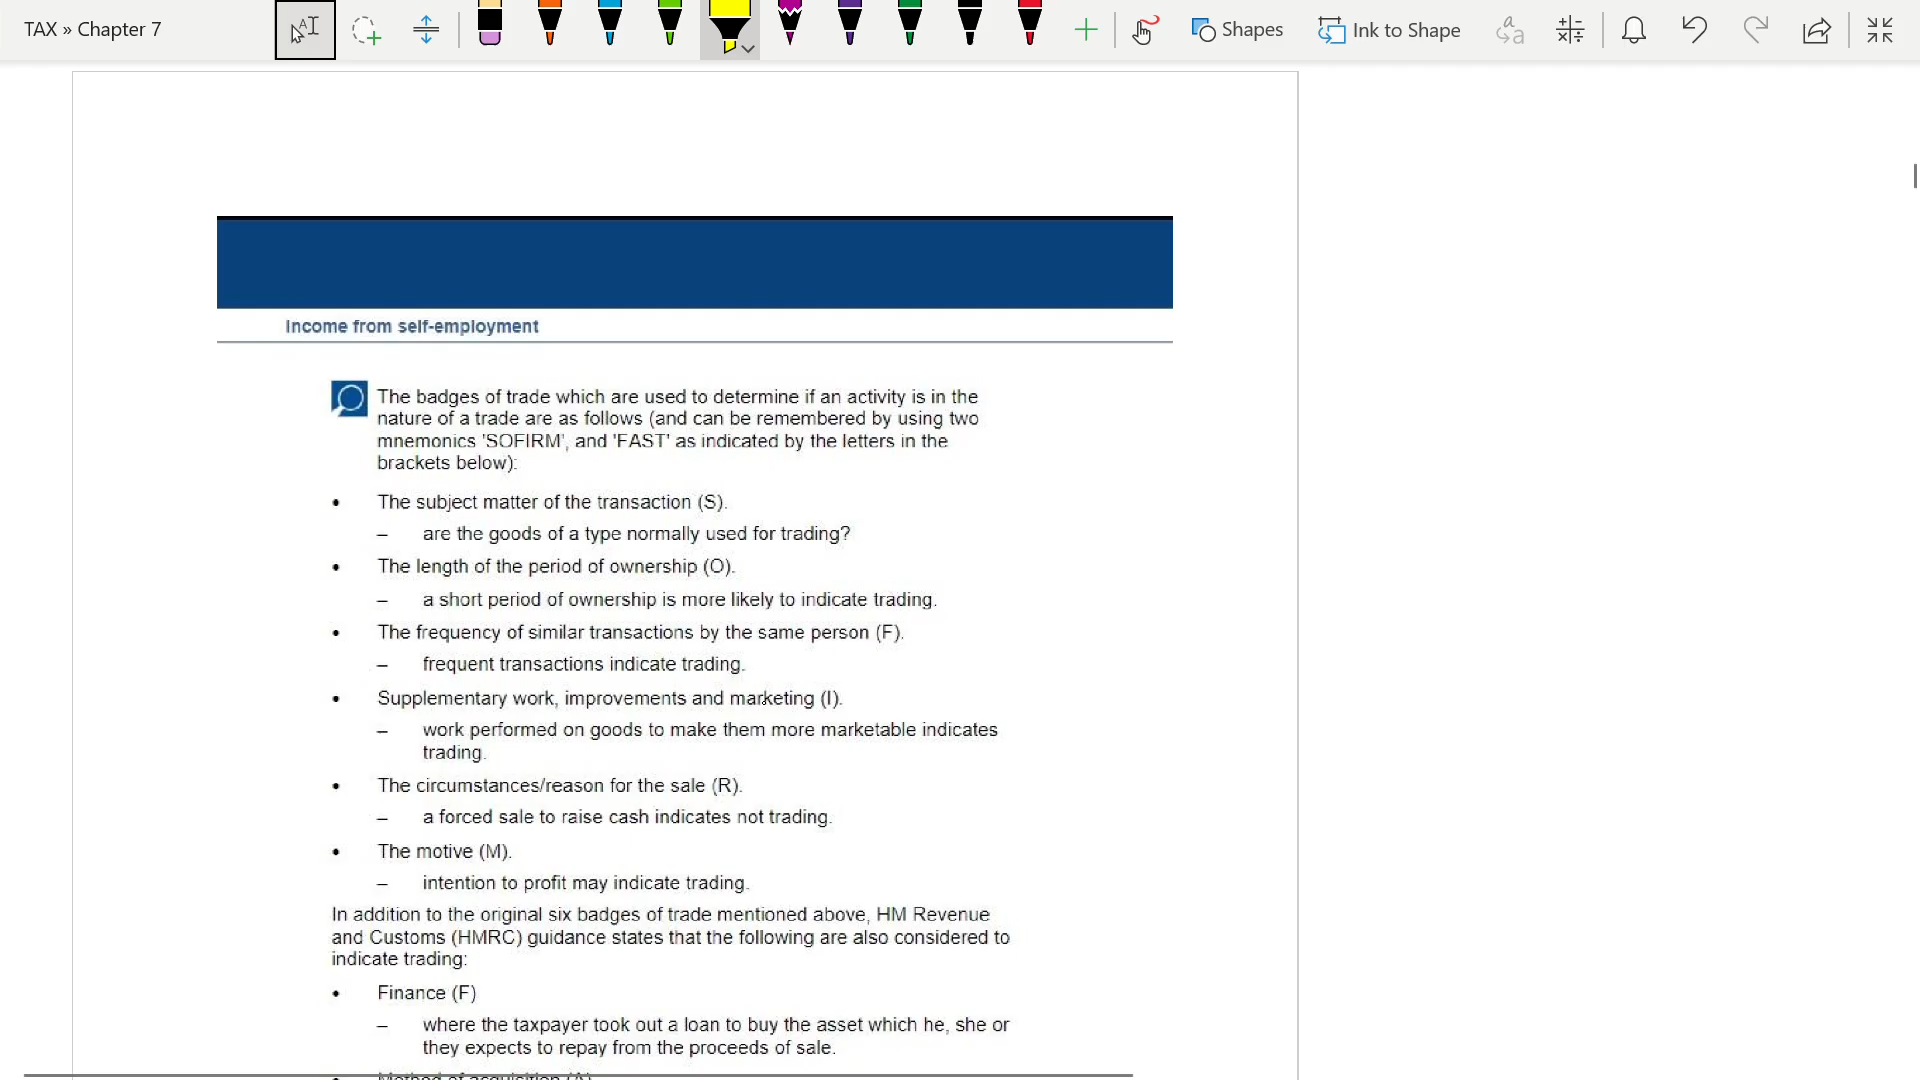 TAX » Chapter 7
Shapes
Ink to Shape
Income from self-employment
The badges of trade which are used to determine if an activity is in the
nature of a trade are as follows (and can be remembered by using two
mnemonics 'SOFIRM', and 'FAST' as indicated by the letters in the
brackets below):
• The subject matter of the transaction (S).
– are the goods of a type normally used for trading?
• The length of the period of ownership (O).
– a short period of ownership is more likely to indicate trading.
• The frequency of similar transactions by the same person (F).
– frequent transactions indicate trading.
• Supplementary work, improvements and marketing (I).
– work performed on goods to make them more marketable indicates
trading.
• The circumstances/reason for the sale (R).
– a forced sale to raise cash indicates not trading.
• The motive (M).
– intention to profit may indicate trading.
In addition to the original six badges of trade mentioned above, HM Revenue
and Customs (HMRC) guidance states that the following are also considered to
indicate trading:
• Finance (F)
– where the taxpayer took out a loan to buy the asset which he, she or
they expects to repay from the proceeds of sale.
• Method of acquisition (A)